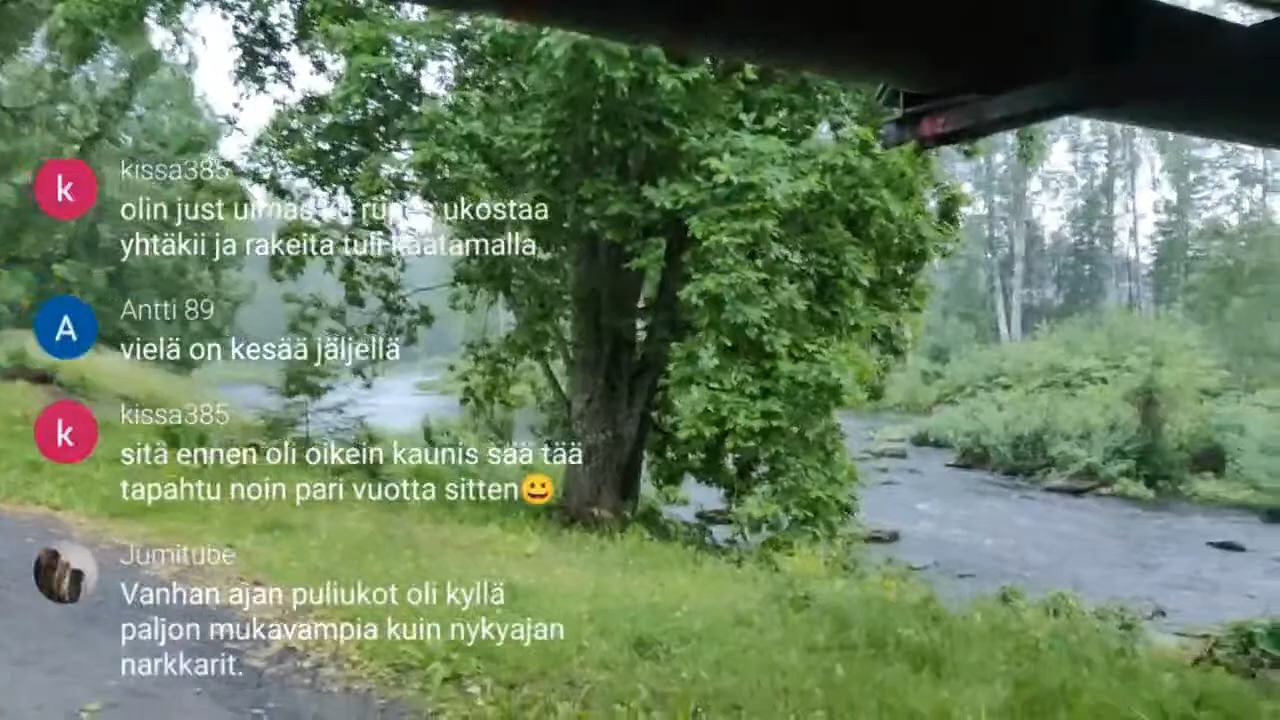 k
kissa385
olin just ukostaa
yhtäkii ja rakeita tuli kaatamalla
A
Antti 89
vielä on kesää jäljellä
k
kissa385
sitä ennen oli oikein kaunis sää tää
tapahtu noin pari vuotta sitten😀
Jumitube
Vanhan ajan puliukot oli kyllä
paljon mukavampia kuin nykyajan
narkkarit.